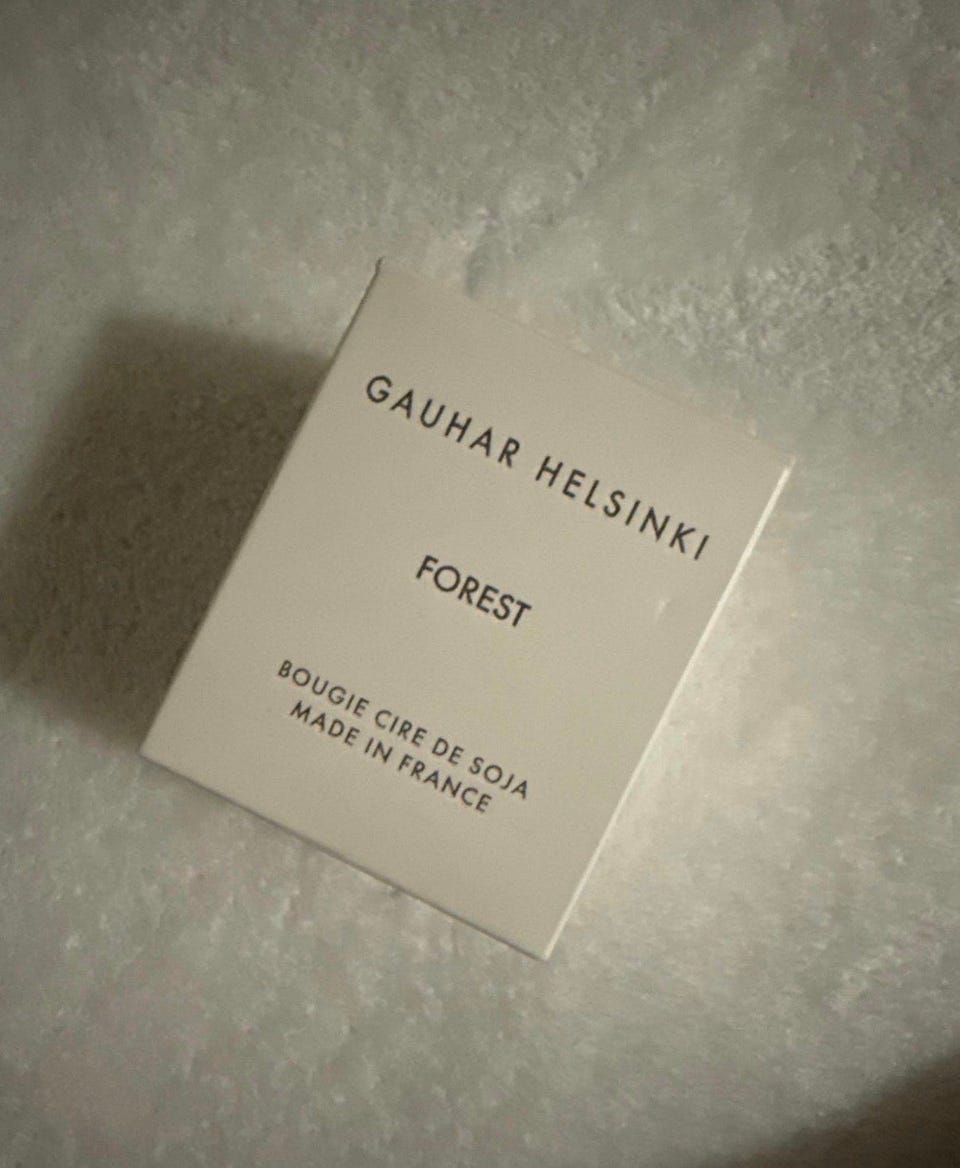 GAUHAR HELSINKI
FOREST
BOUGIE CIRE DE SOJA
MADE IN FRANCE